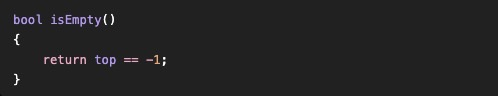 bool isEmpty()
{
    return top == -1;
}